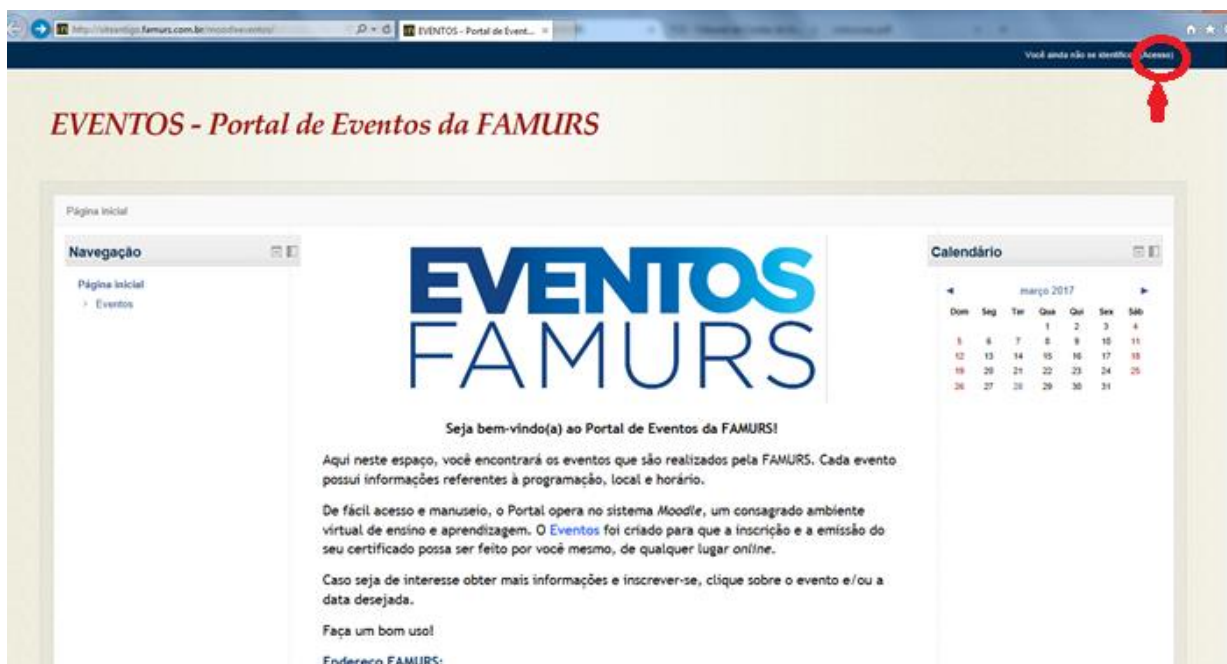 http://siteantigo.famurs.com.br/moodleeventos/
EVENTOS - Portal de Event...
Você ainda não se identificou (Acesso)
EVENTOS - Portal de Eventos da FAMURS
Página inicial
Navegação
Página inicial
Eventos
EVENTOS
FAMURS
Seja bem-vindo(a) ao Portal de Eventos da FAMURS!
Aqui neste espaço, você encontrará os eventos que são realizados pela FAMURS. Cada evento
possui informações referentes à programação, local e horário.
De fácil acesso e manuseio, o Portal opera no sistema Moodle, um consagrado ambiente
virtual de ensino e aprendizagem. O Eventos foi criado para que a inscrição e a emissão do
seu certificado possa ser feito por você mesmo, de qualquer lugar online.
Caso seja de interesse obter mais informações e inscrever-se, clique sobre o evento e/ou a
data desejada.
Faça um bom uso!
Endereço FAMURS:
Calendário
março 2017
Dom Seg Ter Qua Qui Sex Sáb
1 2 3 4
5 6 7 8 9 10 11
12 13 14 15 16 17 18
19 20 21 22 23 24 25
26 27 28 29 30 31